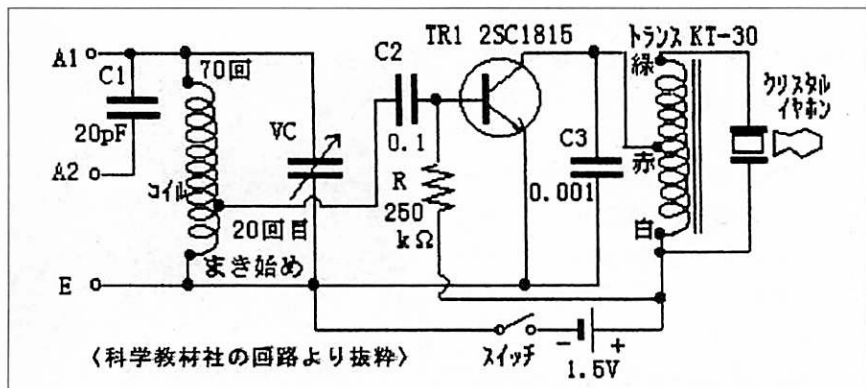 TR1 2SC1815
トランス KT-30
A1
C1
70回
C2
緑
クリスタル
イヤホン
20pF
VC
0.1
C3
A2
コイル
R
0.001
赤
250
kΩ
20回目
白
まき始め
E
スイッチ
- +
1.5V
〈科学教材社の回路より抜粋〉